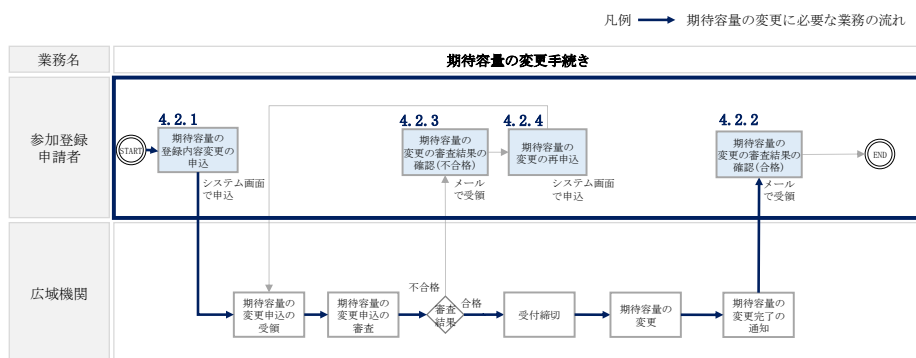 凡例 期待容量の変更に必要な業務の流れ
業務名
期待容量の変更手続き
参加登録
申請者
START
4.2.1
期待容量の
登録内容変更の
申込
システム画面
で申込
4.2.3
期待容量の
変更の審査結果の
確認(不合格)
メール
で受領
4.2.4
期待容量の
変更の再申込
システム画面
で申込
4.2.2
期待容量の
変更の審査結果の
確認(合格)
メール
で受領
END
広域機関
期待容量の
変更申込の
受領
期待容量の
変更申込の
審査
不合格
審査
結果
合格
受付締切
期待容量の
変更
期待容量の
変更完了の
通知